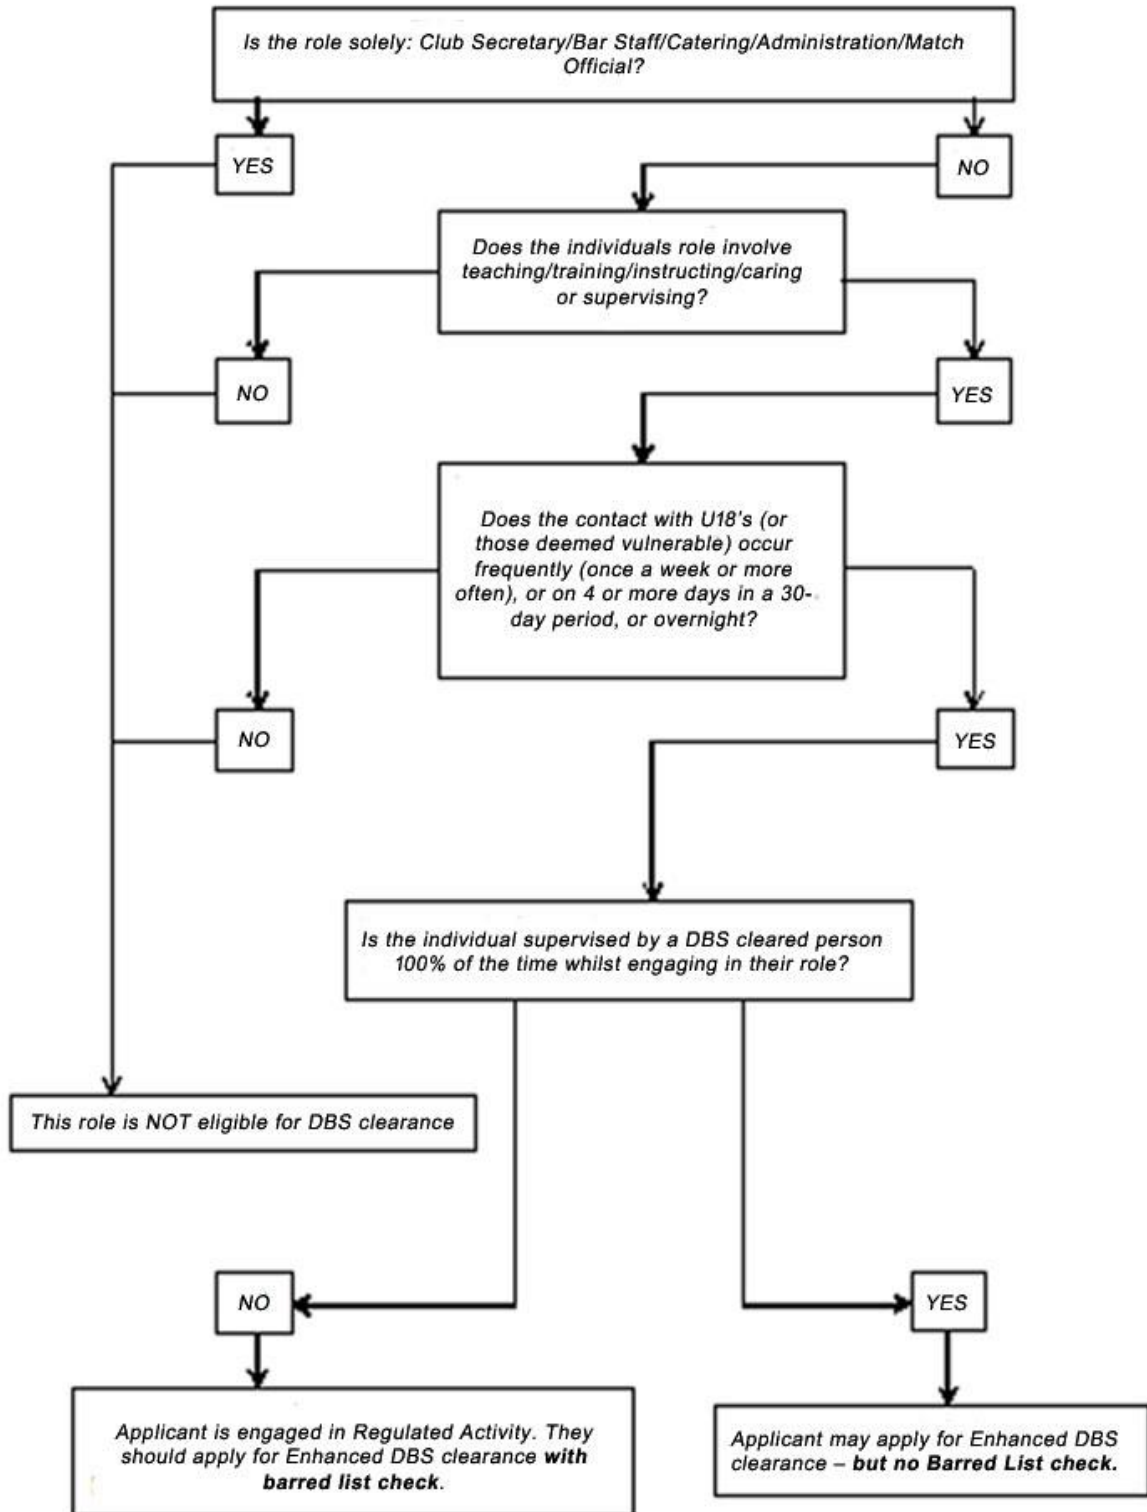 Is the role solely: Club Secretary/Bar Staff/Catering/Administration/Match
Official?
YES
NO
Does the individuals role involve
teaching/training/instructing/caring
or supervising?
NO
YES
Does the contact with U18's (or
those deemed vulnerable) occur
frequently (once a week or more
often), or on 4 or more days in a 30-
day period, or overnight?
NO
YES
Is the individual supervised by a DBS cleared person
100% of the time whilst engaging in their role?
This role is NOT eligible for DBS clearance
NO
YES
Applicant is engaged in Regulated Activity. They
should apply for Enhanced DBS clearance with
barred list check.
Applicant may apply for Enhanced DBS
clearance – but no Barred List check.